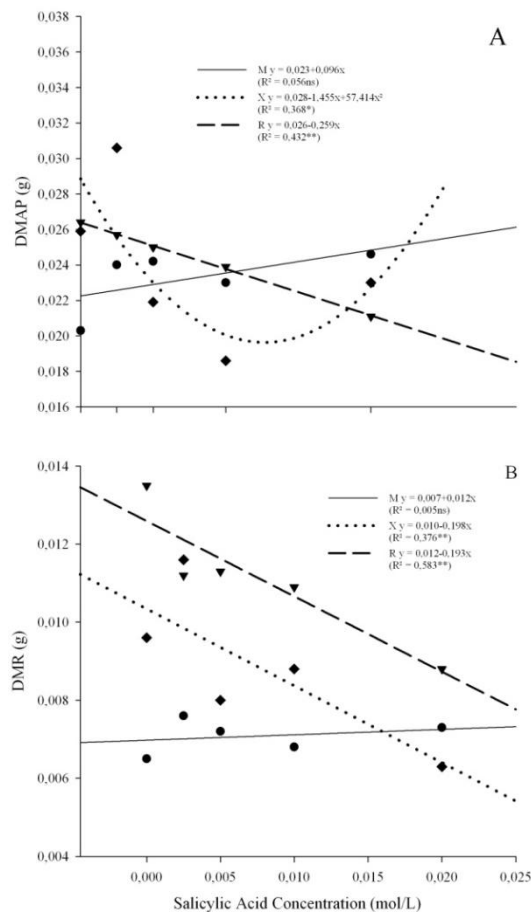 A
0,038
0,036
0,034
0,032
0,030
0,028
0,026
0,024
0,022
0,020
0,018
0,016
DMAP (g)
M y = 0,023+0,096x
(R² = 0,056ns)
X y = 0,028-1,455x+57,414x²
(R² = 0,368*)
R y = 0,026-0,259x
(R² = 0,432**)
B
0,014
0,012
0,010
0,008
0,006
0,004
DMR (g)
M y = 0,007+0,012x
(R² = 0,005ns)
X y = 0,010-0,198x
(R² = 0,376**)
R y = 0,012-0,193x
(R² = 0,583**)
0,000 0,005 0,010 0,015 0,020 0,025
Salicylic Acid Concentration (mol/L)